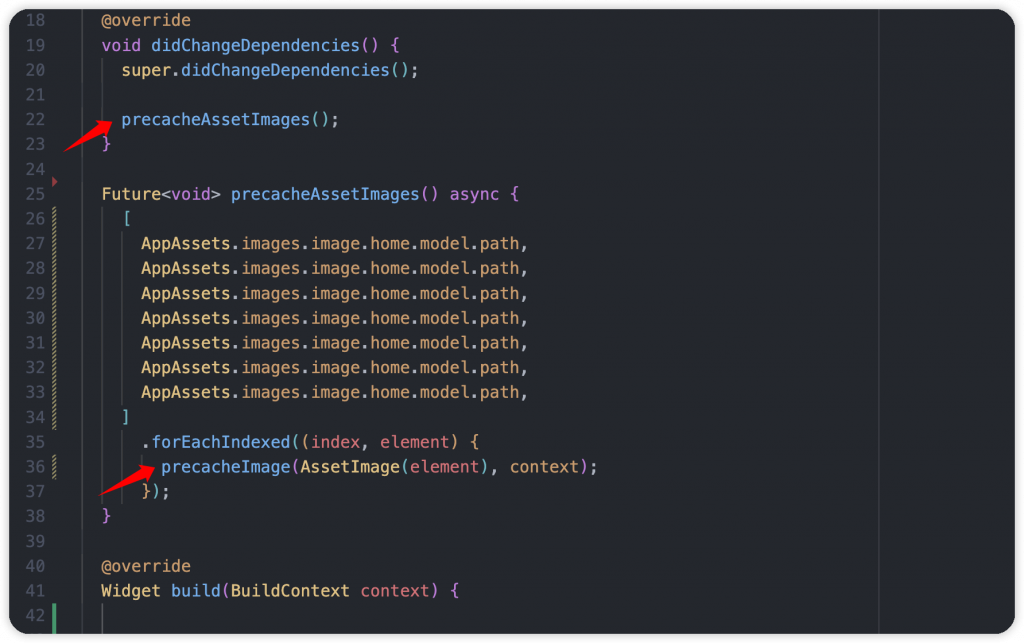 18 @override
19 void didChangeDependencies() {
20 super.didChangeDependencies();
21
22 precacheAssetImages();
23 }
24
25 Future<void> precacheAssetImages() async {
26 [
27 AppAssets.images.image.home.model.path,
28 AppAssets.images.image.home.model.path,
29 AppAssets.images.image.home.model.path,
30 AppAssets.images.image.home.model.path,
31 AppAssets.images.image.home.model.path,
32 AppAssets.images.image.home.model.path,
33 AppAssets.images.image.home.model.path,
34 ]
35 .forEachIndexed((index, element) {
36 precacheImage(AssetImage(element), context);
37 });
38 }
39
40 @override
41 Widget build(BuildContext context) {
42